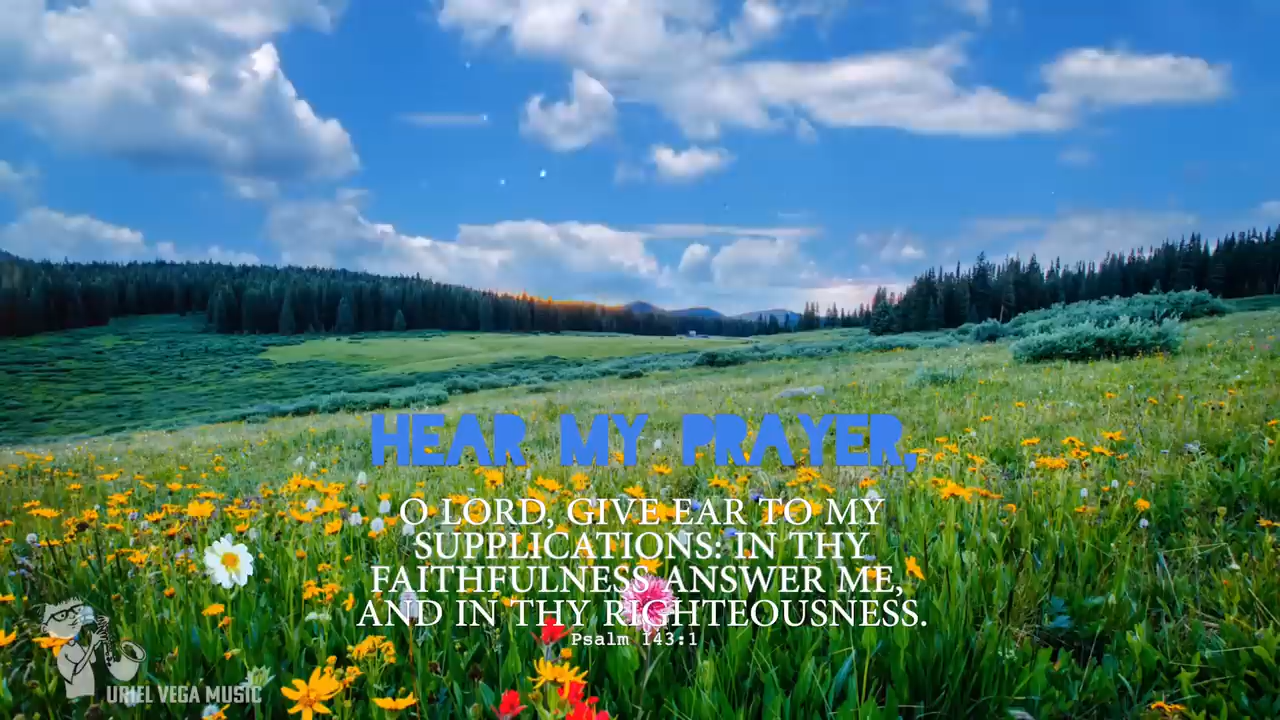 HEAR MY PRAYER,
O LORD, GIVE EAR TO MY
SUPPLICATIONS: IN THY
FAITHFULNESS ANSWER ME,
AND IN THY RIGHTEOUSNESS.
Psalm 143:1
URIEL VEGA MUSIC